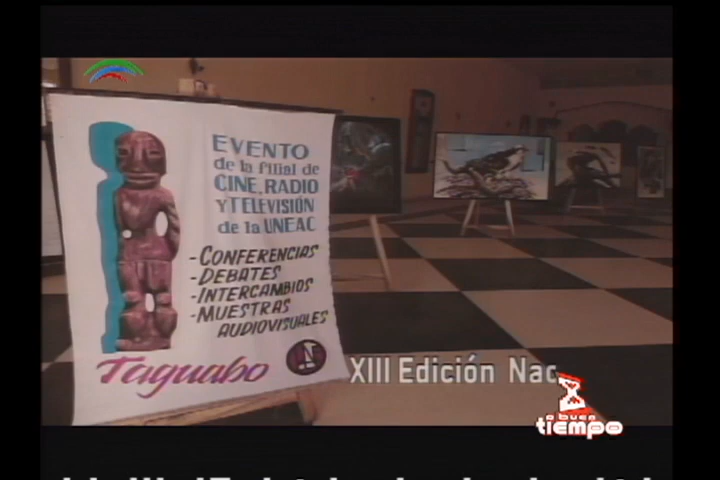 EVENTO
de la filial de
CINE, RADIO
Y TELEVISIÓN
de la UNEAC
-CONFERENCIAS
-DEBATES
-INTERCAMBIOS
-MUESTRAS
AUDIOVISUALES
Taguabo
XIII Edición Nac
a buen
tiempo